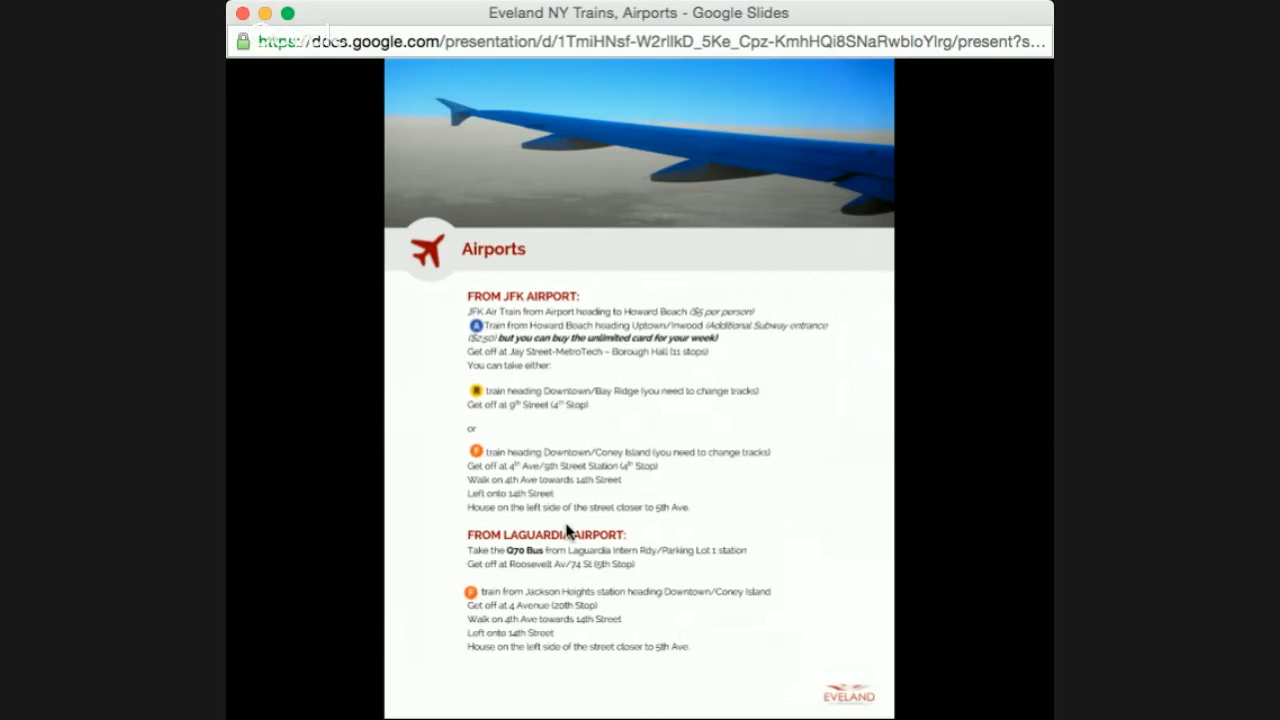 Eveland NY Trains, Airports - Google Slides
https://docs.google.com/presentation/d/1TmiHNsf-W2rIlkD_5Ke_Cpz-KmhHQi8SNaRwbloYlrg/present?s...
Airports
FROM JFK AIRPORT:
JFK Air Train from Airport heading to Howard Beach ($5 per person)
A Train from Howard Beach heading Uptown/Inwood (Additional Subway entrance
($2.50) but you can buy the unlimited card for your week)
Get off at Jay Street-MetroTech – Borough Hall (11 stops)
You can take either:
R train heading Downtown/Bay Ridge (you need to change tracks)
Get off at 9th Street (4th Stop)
or
F train heading Downtown/Coney Island (you need to change tracks)
Get off at 4th Ave/9th Street Station (4th Stop)
Walk on 4th Ave towards 14th Street
Left onto 14th Street
House on the left side of the street closer to 5th Ave.
FROM LAGUARDIA AIRPORT:
Take the Q70 Bus from Laguardia Intern Rdy/Parking Lot 1 station
Get off at Roosevelt Av/74 St (5th Stop)
F train from Jackson Heights station heading Downtown/Coney Island
Get off at 4 Avenue (20th Stop)
Walk on 4th Ave towards 14th Street
Left onto 14th Street
House on the left side of the street closer to 5th Ave.
EVELAND